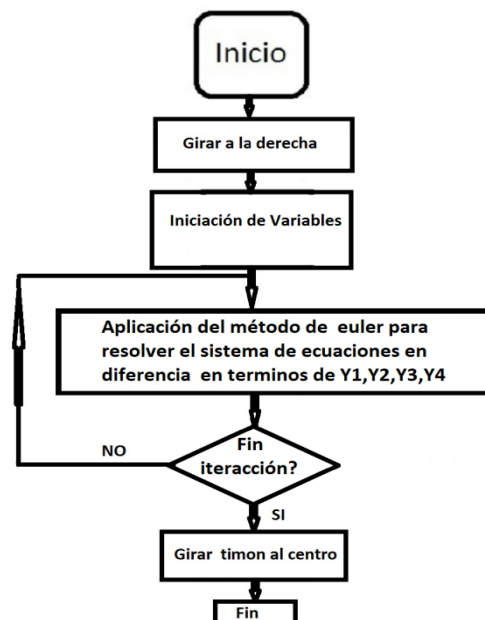 Inicio
Girar a la derecha
Iniciación de Variables
Aplicación del método de euler para
resolver el sistema de ecuaciones en
diferencia en terminos de Y1,Y2,Y3,Y4
Fin
iteracción?
NO
SI
Girar timon al centro
Fin